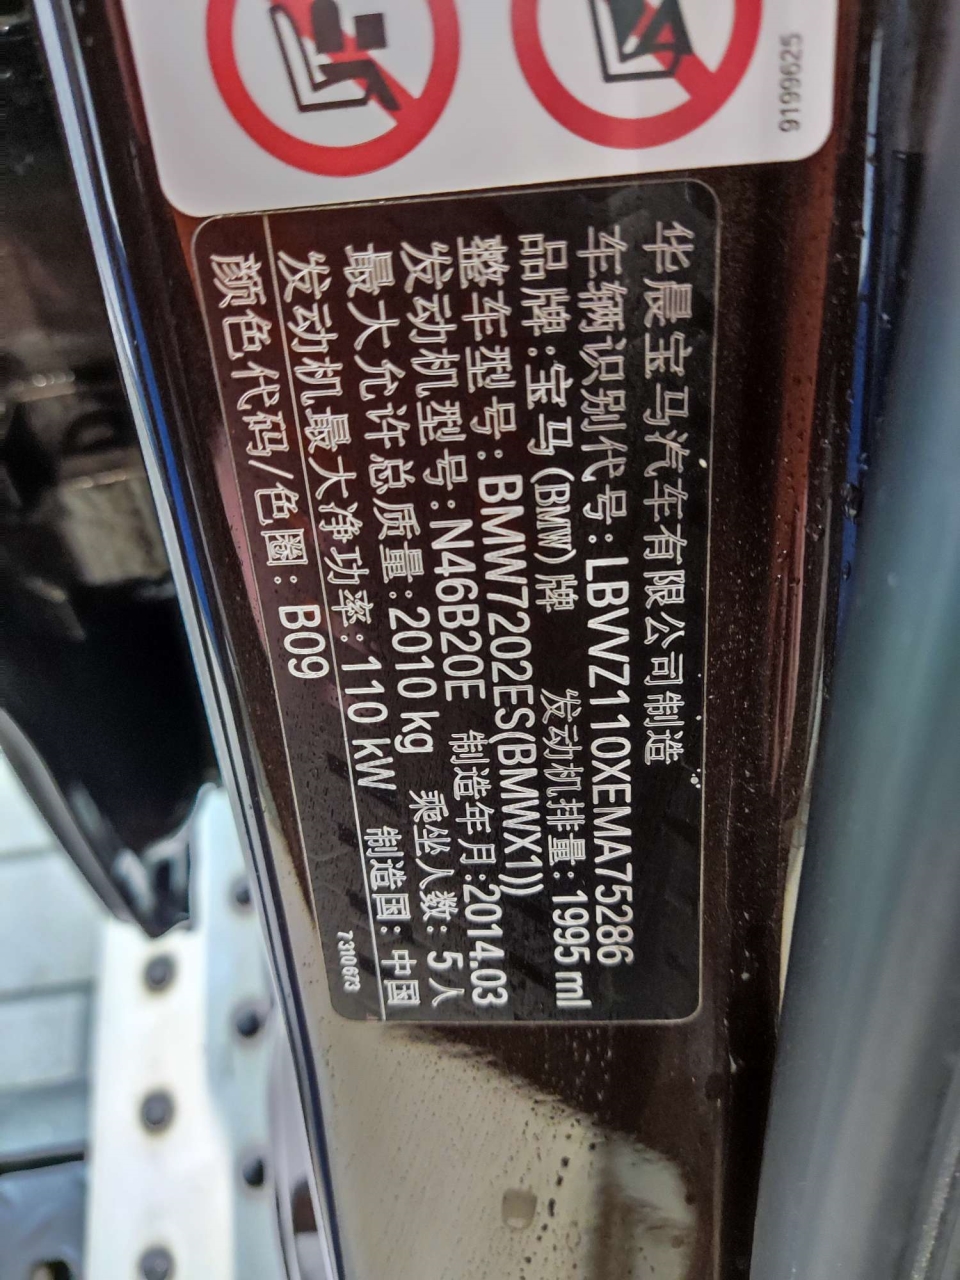 9199625
华晨宝马汽车有限公司制造
车辆识别代号:LBVVZ110XEMA75286
品牌:宝马(BMW)牌 发动机排量:1995 ml
整车型号:BMW7202ES(BMWX1))
发动机型号:N46B20E 制造年月:2014.03
最大允许总质量:2010 kg 乘坐人数:5人
发动机最大净功率:110 kW 制造国:中国
颜色代码/色圈:B09
7310673